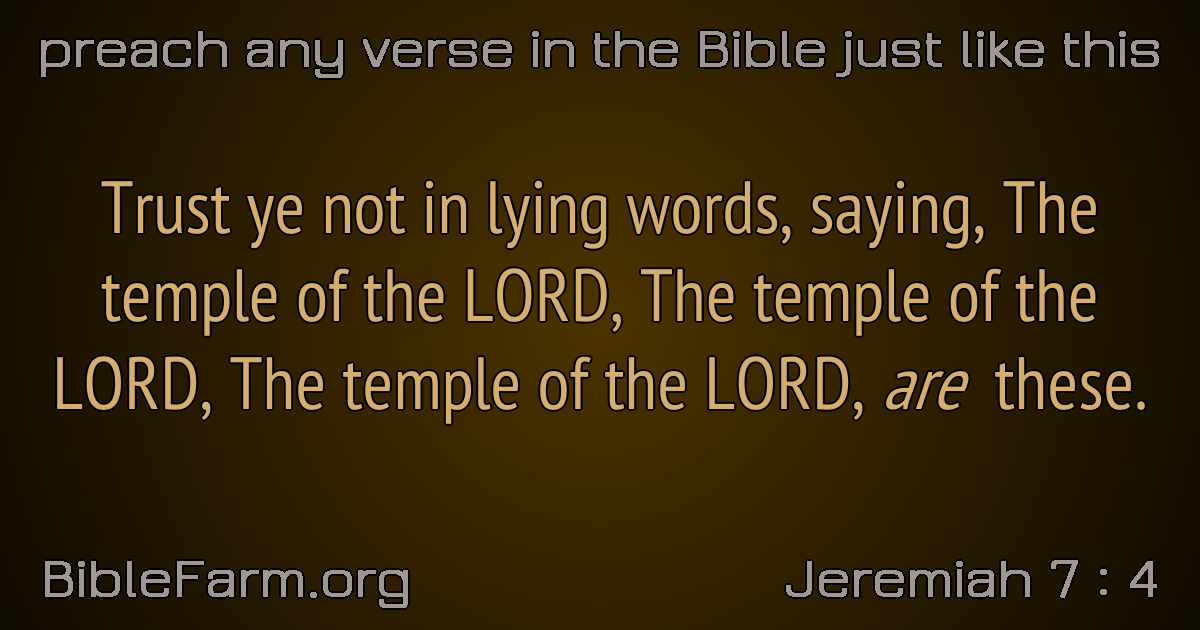 preach any verse in the Bible just like this
Trust ye not in lying words, saying, The
temple of the LORD, The temple of the
LORD, The temple of the LORD, are these.
BibleFarm.org
Jeremiah 7 : 4